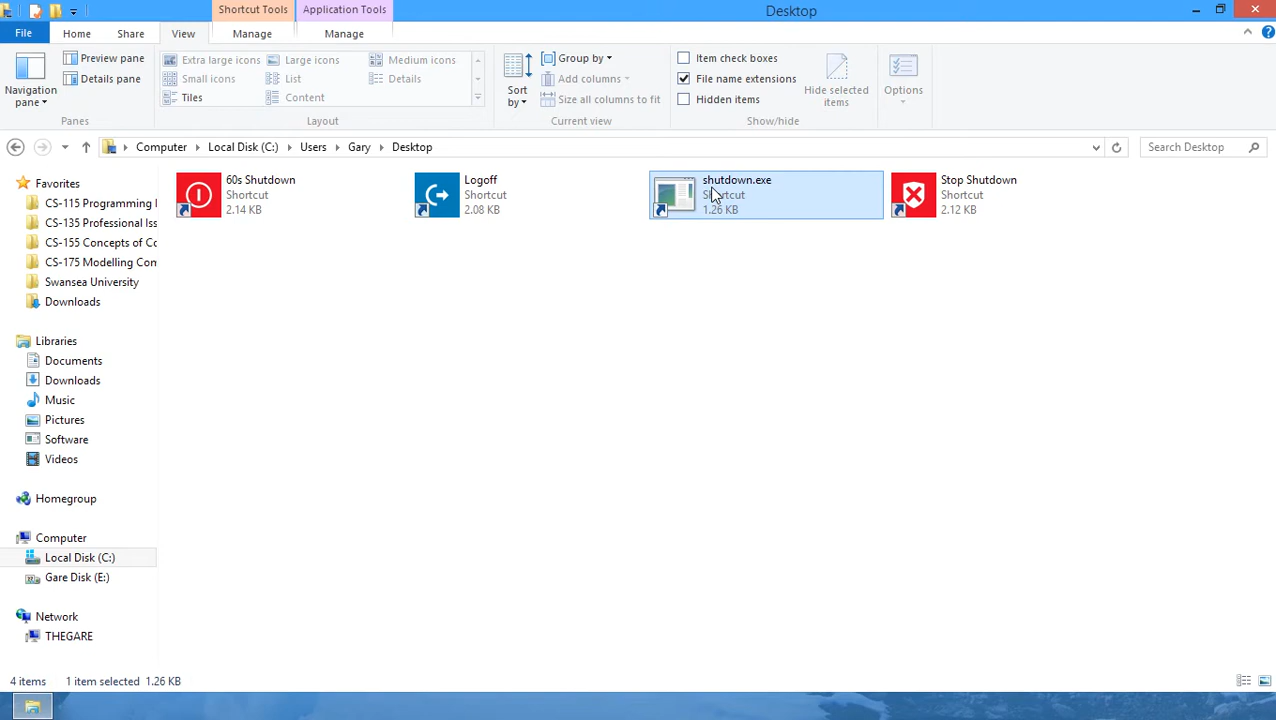 Shortcut Tools Application Tools Desktop
File Home Share View Manage Manage
Navigation pane
Preview pane
Details pane
Panes
Extra large icons Large icons Medium icons
Small icons List Details
Tiles Content
Layout
Sort by
Group by
Add columns
Size all columns to fit
Current view
Item check boxes
File name extensions
Hidden items
Hide selected items
Show/hide
Options
Computer Local Disk (C:) Users Gary Desktop
Search Desktop
Favorites
CS-115 Programming
CS-135 Professional Iss
CS-155 Concepts of Co
CS-175 Modelling Com
Swansea University
Downloads
Libraries
Documents
Downloads
Music
Pictures
Software
Videos
Homegroup
Computer
Local Disk (C:)
Gare Disk (E:)
Network
THEGARE
60s Shutdown
Shortcut
2.14 KB
Logoff
Shortcut
2.08 KB
shutdown.exe
Shortcut
1.26 KB
Stop Shutdown
Shortcut
2.12 KB
4 items 1 item selected 1.26 KB